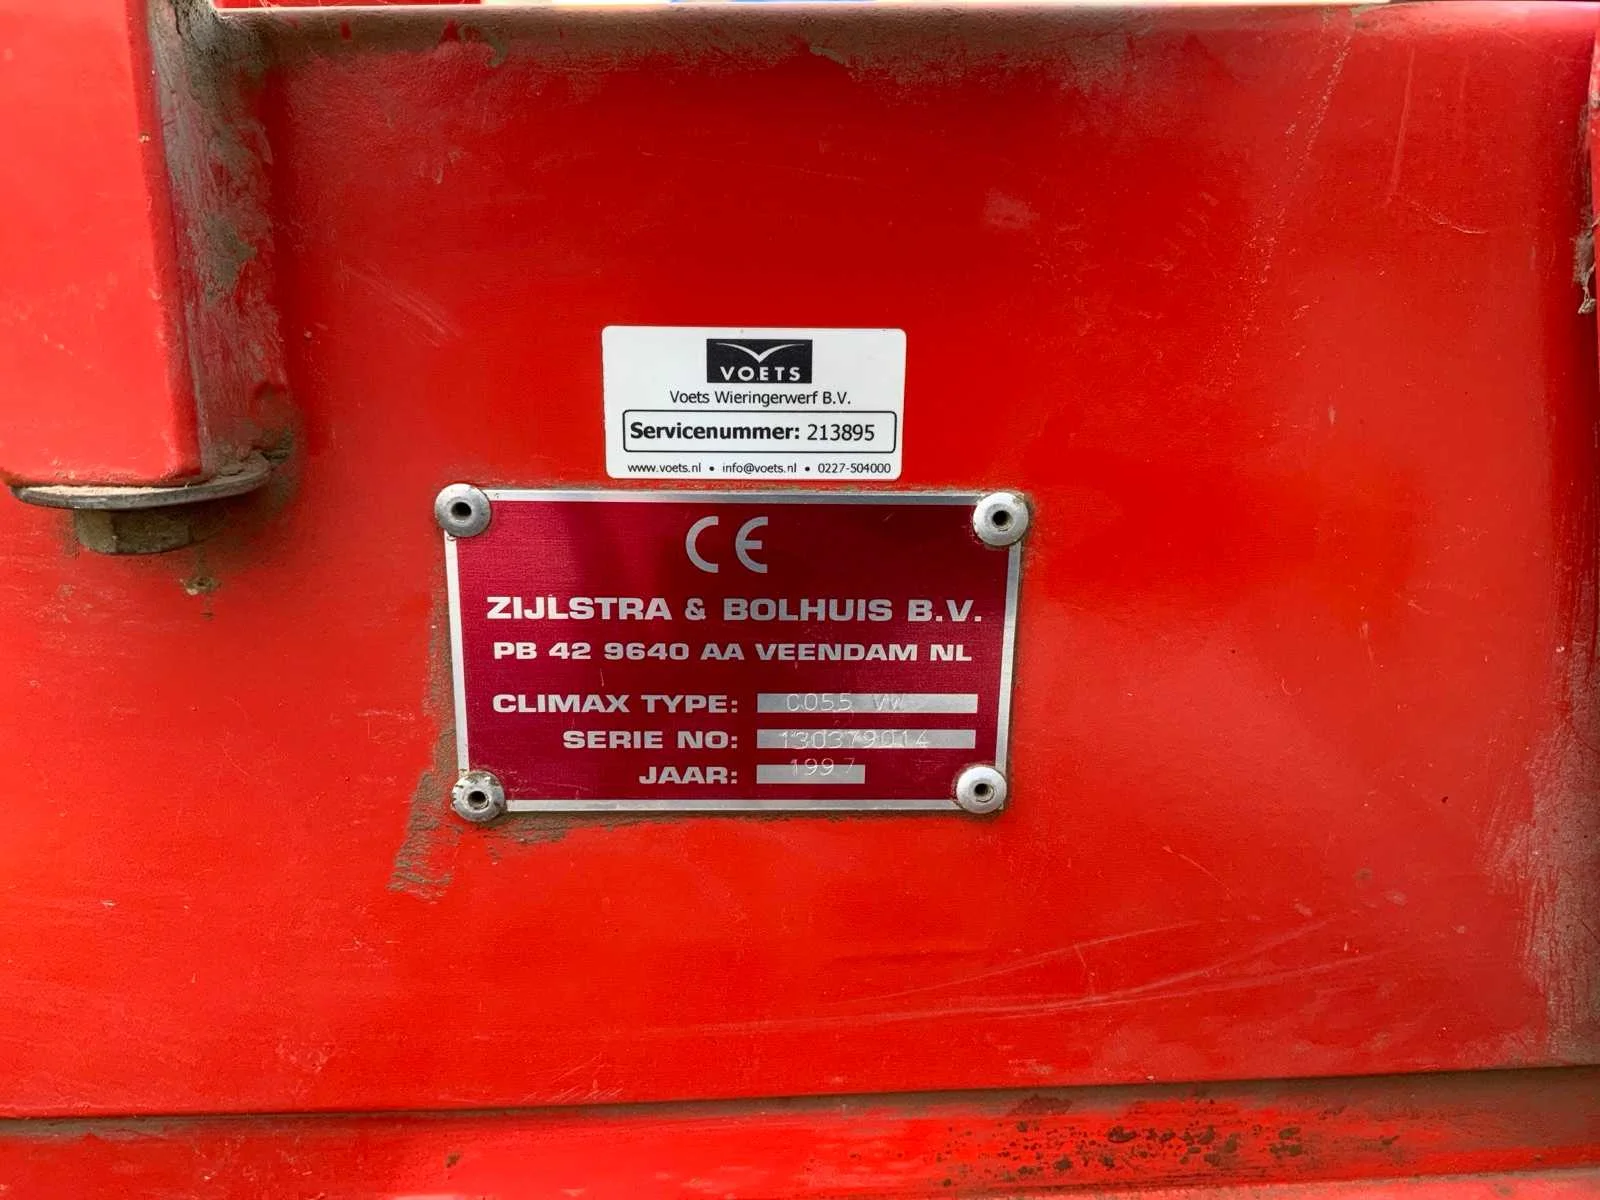 VOETS
Voets Wieringerwerf B.V.
Servicenummer: 213895
www.voets.nl • info@voets.nl • 0227-504000
CE
ZIJLSTRA & BOLHUIS B.V.
PB 42 9640 AA VEENDAM NL
CLIMAX TYPE: CO55 VW
SERIE NO: 130379014
JAAR: 1997